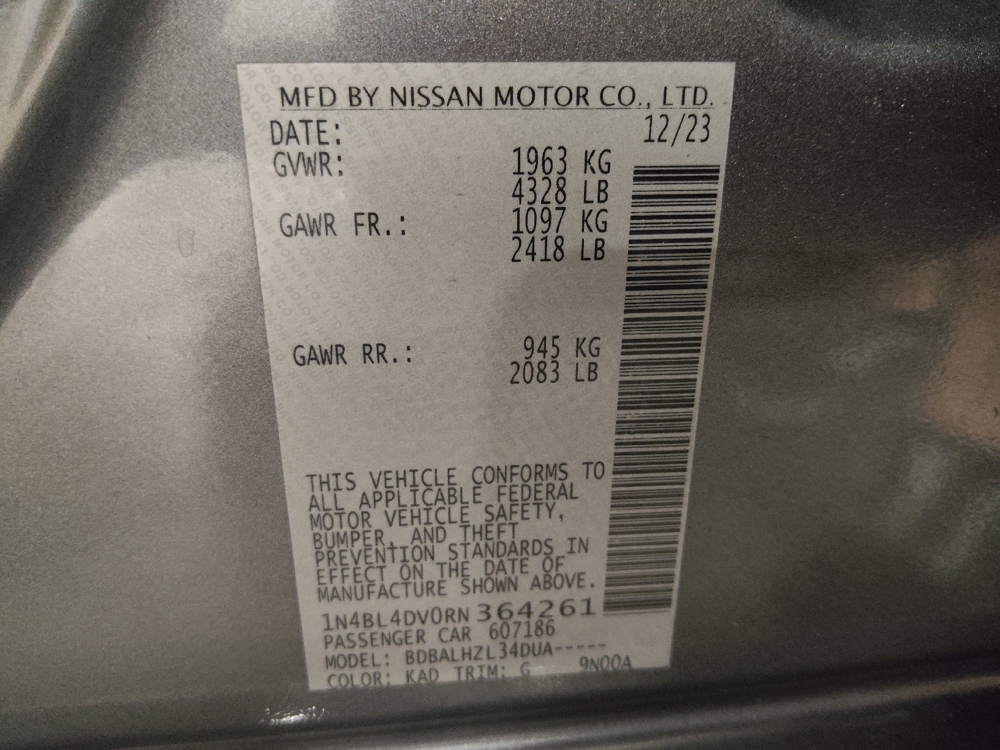 MFD BY NISSAN MOTOR CO., LTD.
DATE: 12/23
GVWR: 1963 KG
4328 LB
GAWR FR.: 1097 KG
2418 LB
GAWR RR.: 945 KG
2083 LB
THIS VEHICLE CONFORMS TO
ALL APPLICABLE FEDERAL
MOTOR VEHICLE SAFETY,
BUMPER, AND THEFT
PREVENTION STANDARDS IN
EFFECT ON THE DATE OF
MANUFACTURE SHOWN ABOVE.
1N4BL4DV0RN 364261
PASSENGER CAR 607186
MODEL: BDBALHZL34DUA-----
COLOR: KAD TRIM: G 9N00A